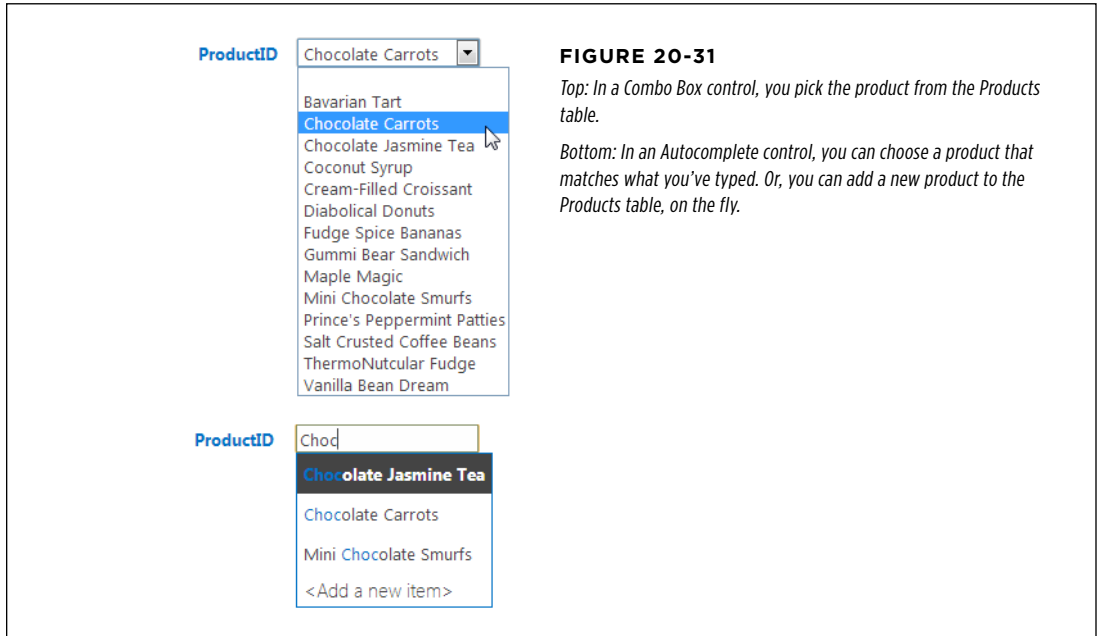 ProductID
Chocolate Carrots
Bavarian Tart
Chocolate Carrots
Chocolate Jasmine Tea
Coconut Syrup
Cream-Filled Croissant
Diabolical Donuts
Fudge Spice Bananas
Gummi Bear Sandwich
Maple Magic
Mini Chocolate Smurfs
Prince's Peppermint Patties
Salt Crusted Coffee Beans
ThermoNutcular Fudge
Vanilla Bean Dream
ProductID
Choc
Chocolate Jasmine Tea
Chocolate Carrots
Mini Chocolate Smurfs
<Add a new item>
FIGURE 20-31
Top: In a Combo Box control, you pick the product from the Products
table.
Bottom: In an Autocomplete control, you can choose a product that
matches what you've typed. Or, you can add a new product to the
Products table, on the fly.